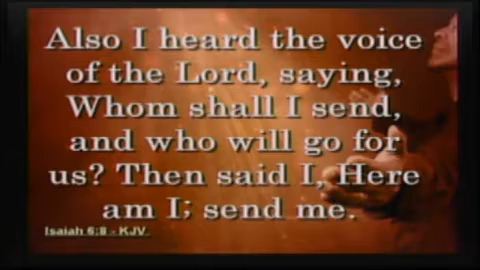 Also I heard the voice
of the Lord, saying,
Whom shall I send,
and who will go for
us? Then said I, Here
am I; send me.
Isaiah 6:8 - KJV